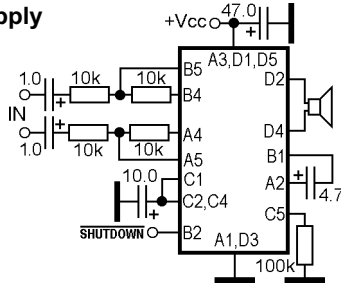 pply
+Vcc 47.0 +
A3,D1,D5
1.0 10k 10k B5 D2
+ B4
IN D4
+ A4 B1
1.0 10k 10k A5 + A2
10.0 C1 4.7
+ C2,C4 C5
SHUTDOWN B2
A1,D3 100k